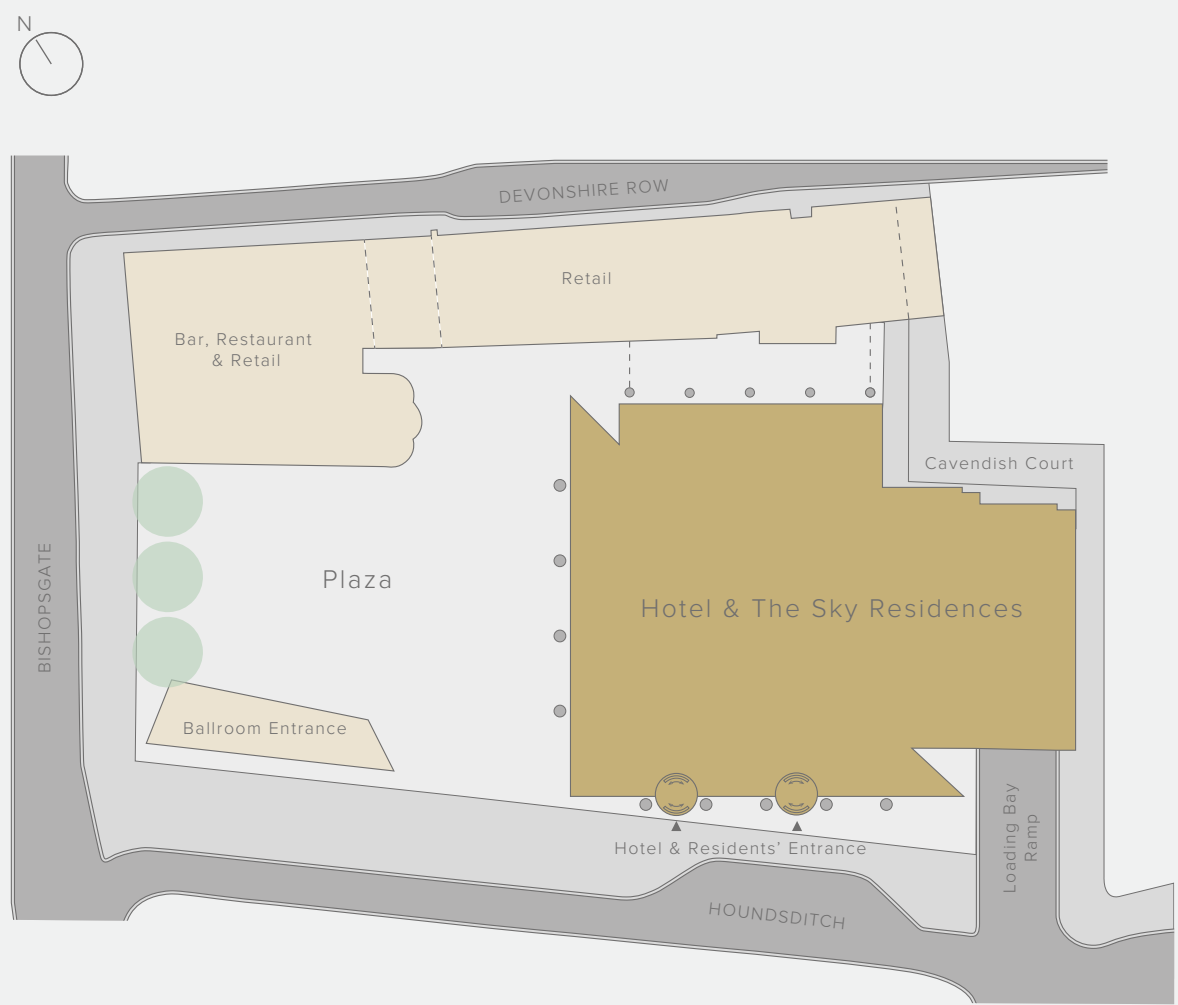 N
DEVONSHIRE ROW
Retail
Bar, Restaurant
& Retail
Cavendish Court
BISHOPSGATE
Plaza
Hotel & The Sky Residences
Ballroom Entrance
Loading Bay
Ramp
Hotel & Residents’ Entrance
HOUNDSDITCH